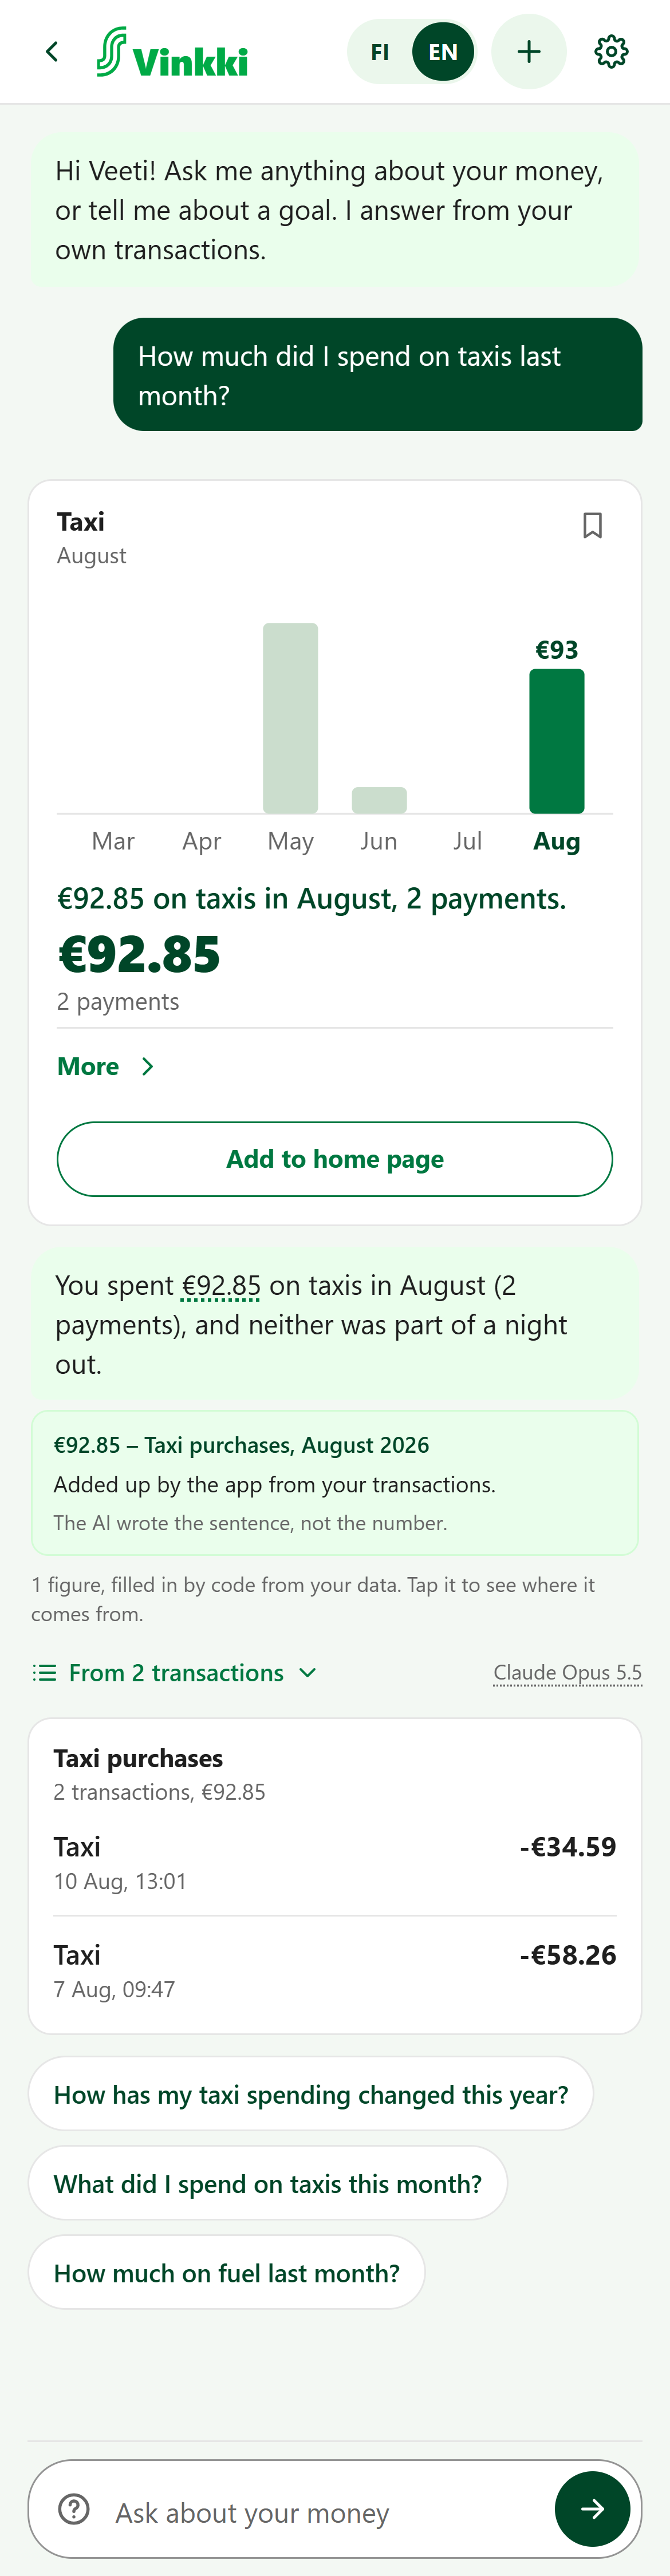 Vinkki
FI
EN
Hi Veeti! Ask me anything about your money,
or tell me about a goal. I answer from your
own transactions.
How much did I spend on taxis last
month?
Taxi
August
€93
Mar
Apr
May
Jun
Jul
Aug
€92.85 on taxis in August, 2 payments.
€92.85
2 payments
More
Add to home page
You spent €92.85 on taxis in August (2
payments), and neither was part of a night
out.
€92.85 – Taxi purchases, August 2026
Added up by the app from your transactions.
The AI wrote the sentence, not the number.
1 figure, filled in by code from your data. Tap it to see where it
comes from.
From 2 transactions
Claude Opus 5.5
Taxi purchases
2 transactions, €92.85
Taxi
-€34.59
10 Aug, 13:01
Taxi
-€58.26
7 Aug, 09:47
How has my taxi spending changed this year?
What did I spend on taxis this month?
How much on fuel last month?
Ask about your money